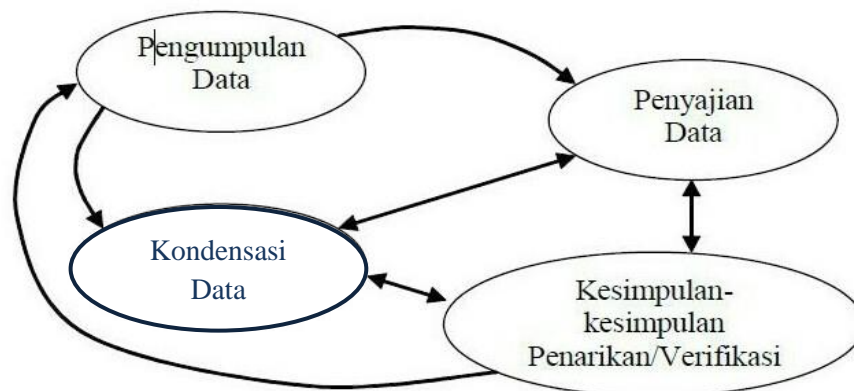 Pengumpulan
Data
Penyajian
Data
Kondensasi
Data
Kesimpulan-
kesimpulan
Penarikan/Verifikasi